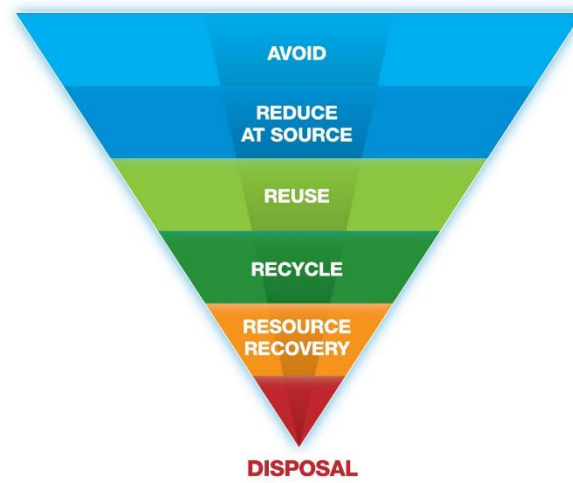 AVOID
REDUCE
AT SOURCE
REUSE
RECYCLE
RESOURCE
RECOVERY
DISPOSAL